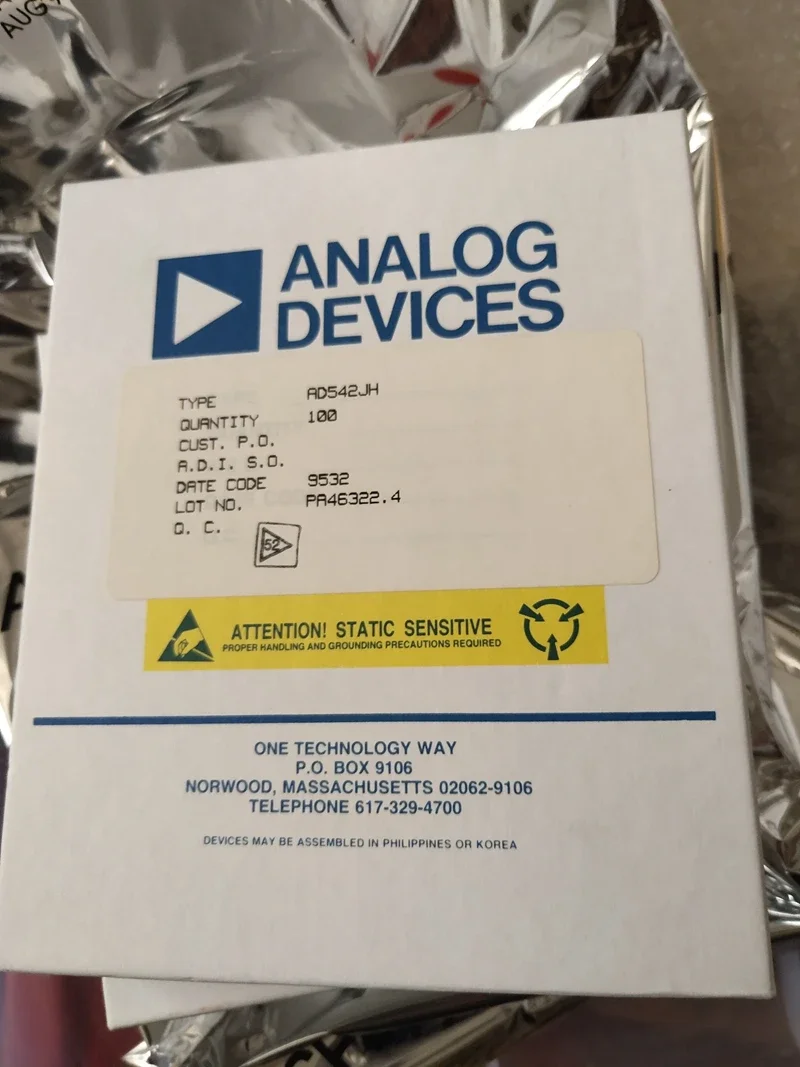 AUG
ANALOG
DEVICES
TYPE AD542JH
QUANTITY 100
CUST. P.O.
A.D.I. S.O.
DATE CODE 9532
LOT NO. PA46322.4
Q. C. 52
ATTENTION! STATIC SENSITIVE
PROPER HANDLING AND GROUNDING PRECAUTIONS REQUIRED
ONE TECHNOLOGY WAY
P.O. BOX 9106
NORWOOD, MASSACHUSETTS 02062-9106
TELEPHONE 617-329-4700
DEVICES MAY BE ASSEMBLED IN PHILIPPINES OR KOREA